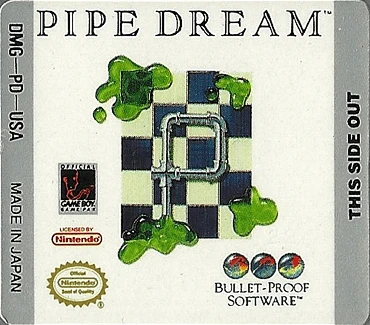 PIPE DREAM™
DMG-PD-USA
MADE IN JAPAN
THIS SIDE OUT
OFFICIAL
GAME BOY
GAME PAK
LICENSED BY
Nintendo
Official
Nintendo
Seal of Quality
®
BULLET-PROOF
SOFTWARE™